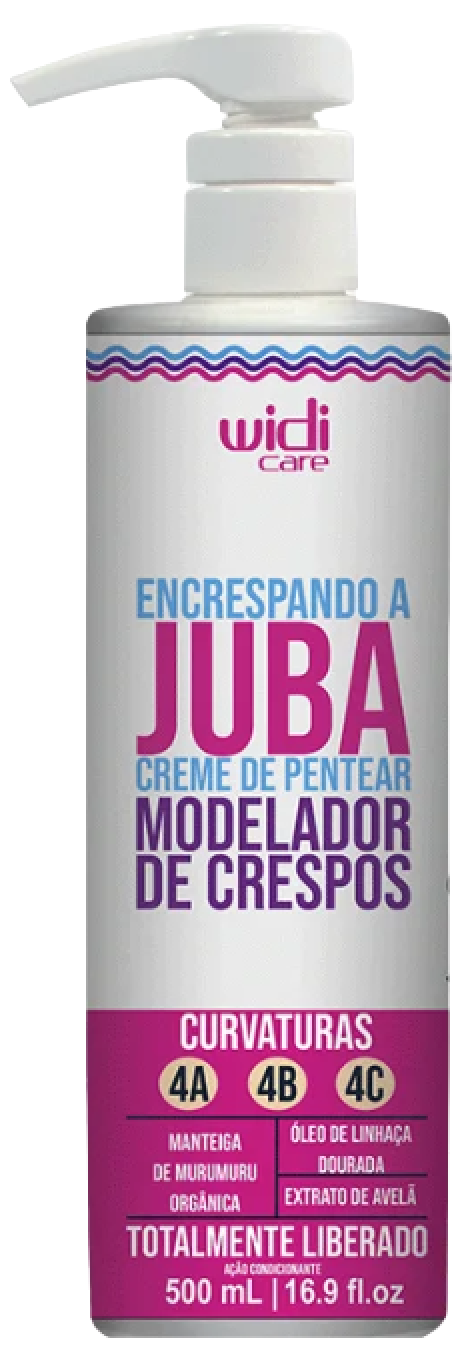 widi
care
ENCRESPANDO A
JUBA
CREME DE PENTEAR
MODELADOR
DE CRESPOS
CURVATURAS
4A 4B 4C
MANTEIGA
DE MURUMURU
ORGÂNICA
ÓLEO DE LINHAÇA
DOURADA
EXTRATO DE AVELÃ
TOTALMENTE LIBERADO
AÇÃO CONDICIONANTE
500 mL | 16.9 fl.oz